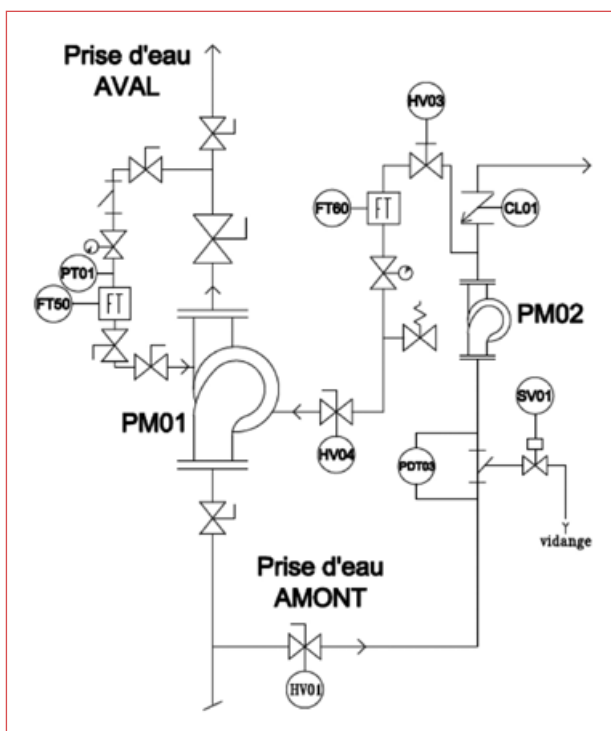 Prise d'eau
AVAL
HV03
FT60
FT
CL01
PT01
FT50
FT
PM02
PM01
SV01
HV04
PDT03
vidange
Prise d'eau
AMONT
HV01